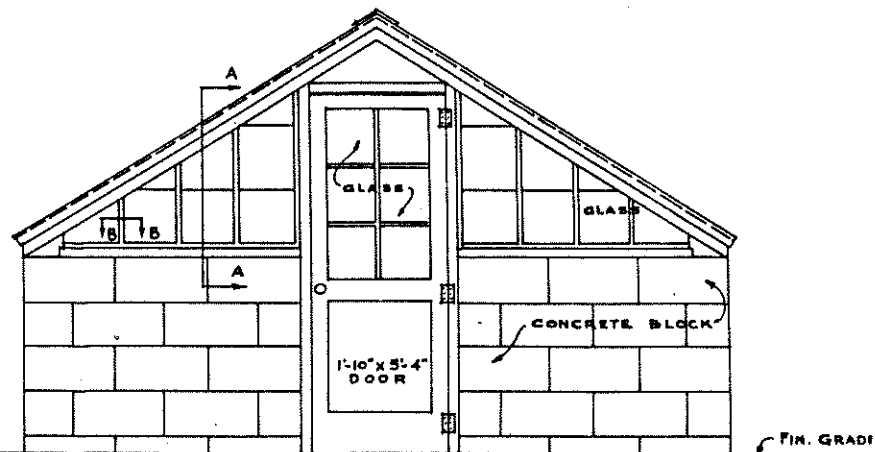 A
GLASS
GLASS
B B
A
CONCRETE BLOCK
1'-10" x 5'-4"
DOOR
FIN. GRADE